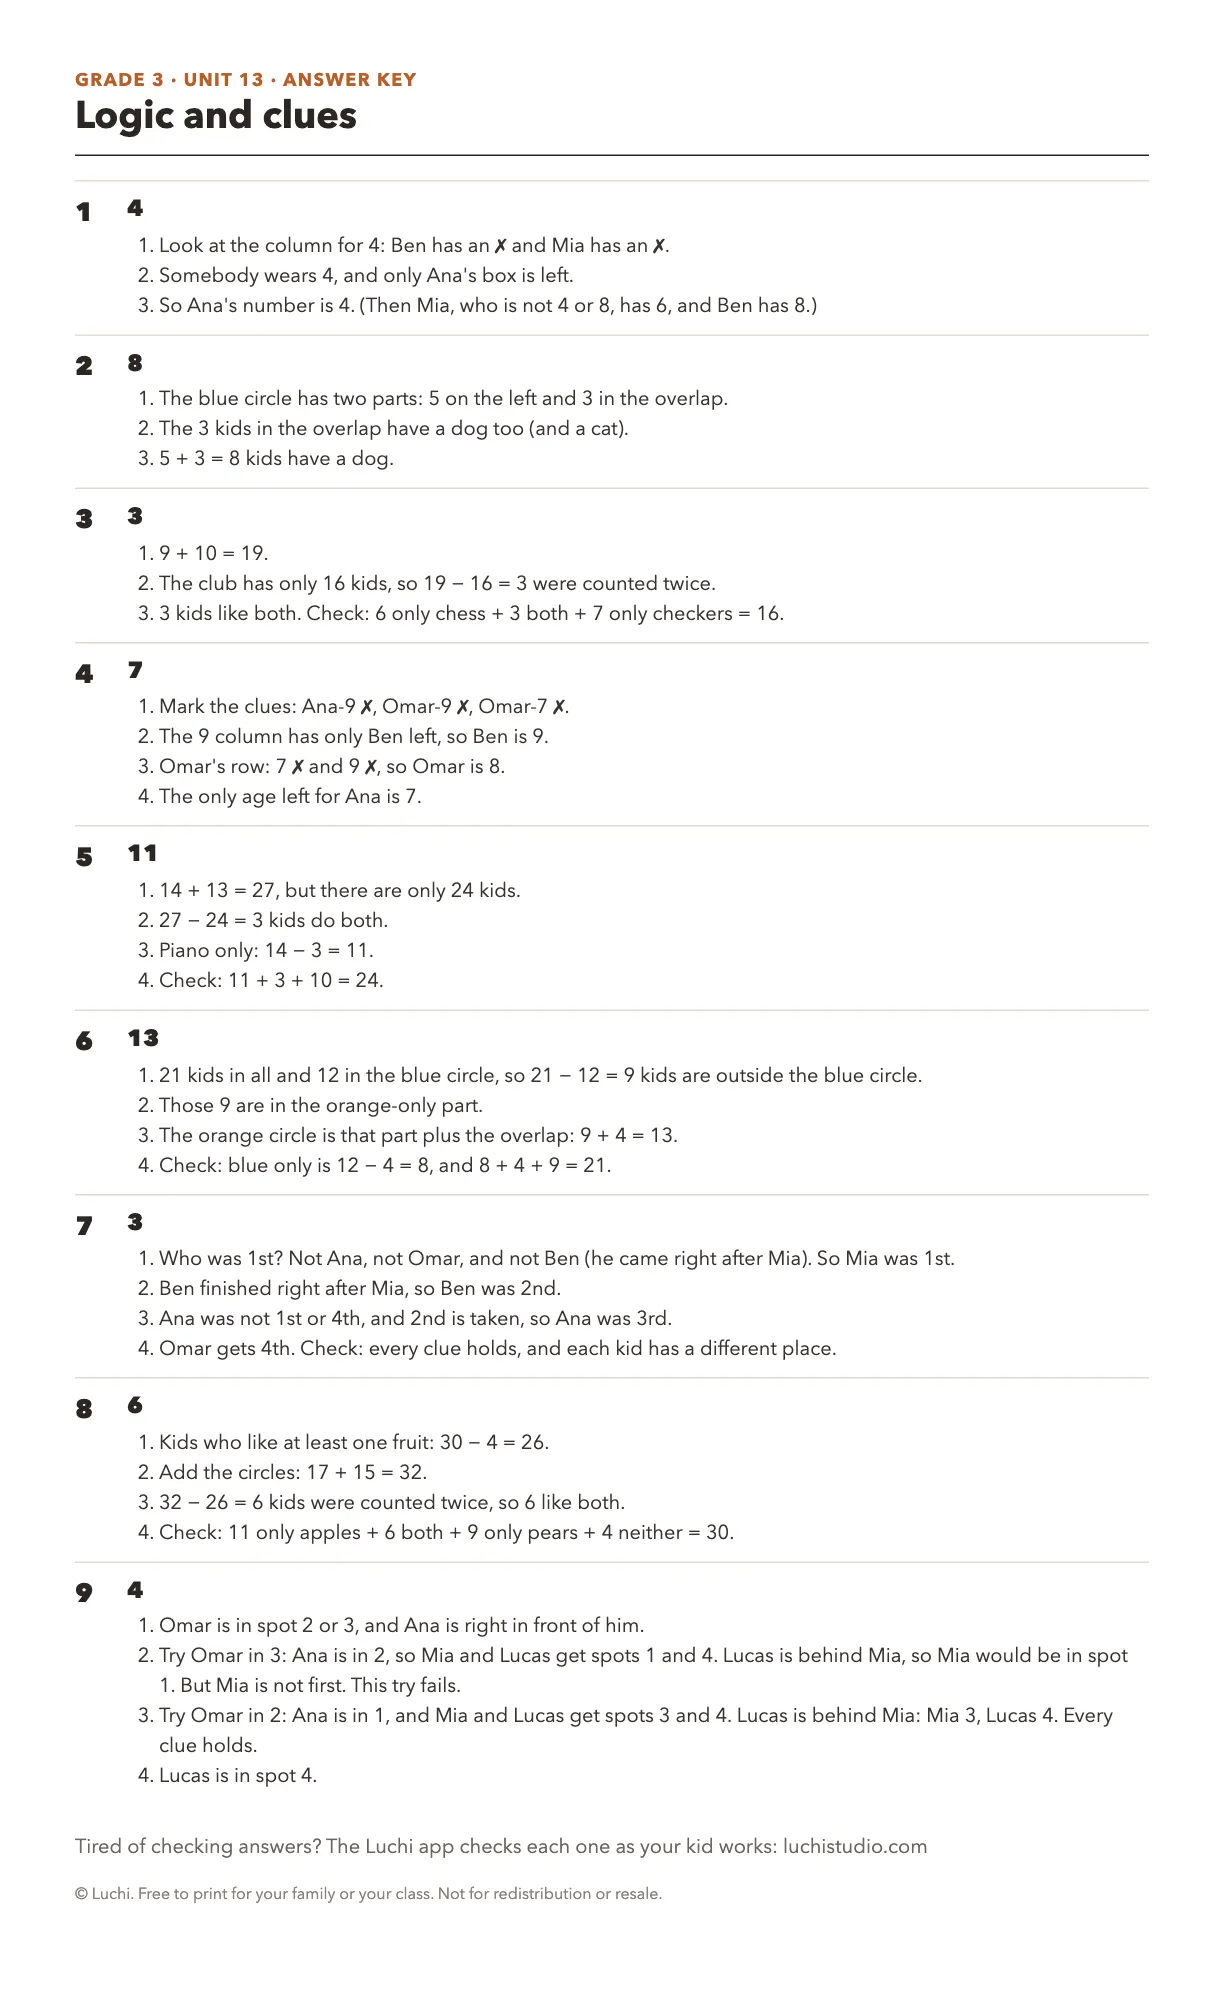 GRADE 3 · UNIT 13 · ANSWER KEY
Logic and clues
1 4
1. Look at the column for 4: Ben has an ✗ and Mia has an ✗.
2. Somebody wears 4, and only Ana's box is left.
3. So Ana's number is 4. (Then Mia, who is not 4 or 8, has 6, and Ben has 8.)
2 8
1. The blue circle has two parts: 5 on the left and 3 in the overlap.
2. The 3 kids in the overlap have a dog too (and a cat).
3. 5 + 3 = 8 kids have a dog.
3 3
1. 9 + 10 = 19.
2. The club has only 16 kids, so 19 − 16 = 3 were counted twice.
3. 3 kids like both. Check: 6 only chess + 3 both + 7 only checkers = 16.
4 7
1. Mark the clues: Ana-9 ✗, Omar-9 ✗, Omar-7 ✗.
2. The 9 column has only Ben left, so Ben is 9.
3. Omar's row: 7 ✗ and 9 ✗, so Omar is 8.
4. The only age left for Ana is 7.
5 11
1. 14 + 13 = 27, but there are only 24 kids.
2. 27 − 24 = 3 kids do both.
3. Piano only: 14 − 3 = 11.
4. Check: 11 + 3 + 10 = 24.
6 13
1. 21 kids in all and 12 in the blue circle, so 21 − 12 = 9 kids are outside the blue circle.
2. Those 9 are in the orange-only part.
3. The orange circle is that part plus the overlap: 9 + 4 = 13.
4. Check: blue only is 12 − 4 = 8, and 8 + 4 + 9 = 21.
7 3
1. Who was 1st? Not Ana, not Omar, and not Ben (he came right after Mia). So Mia was 1st.
2. Ben finished right after Mia, so Ben was 2nd.
3. Ana was not 1st or 4th, and 2nd is taken, so Ana was 3rd.
4. Omar gets 4th. Check: every clue holds, and each kid has a different place.
8 6
1. Kids who like at least one fruit: 30 − 4 = 26.
2. Add the circles: 17 + 15 = 32.
3. 32 − 26 = 6 kids were counted twice, so 6 like both.
4. Check: 11 only apples + 6 both + 9 only pears + 4 neither = 30.
9 4
1. Omar is in spot 2 or 3, and Ana is right in front of him.
2. Try Omar in 3: Ana is in 2, so Mia and Lucas get spots 1 and 4. Lucas is behind Mia, so Mia would be in spot
1. But Mia is not first. This try fails.
3. Try Omar in 2: Ana is in 1, and Mia and Lucas get spots 3 and 4. Lucas is behind Mia: Mia 3, Lucas 4. Every
clue holds.
4. Lucas is in spot 4.
Tired of checking answers? The Luchi app checks each one as your kid works: luchistudio.com
© Luchi. Free to print for your family or your class. Not for redistribution or resale.